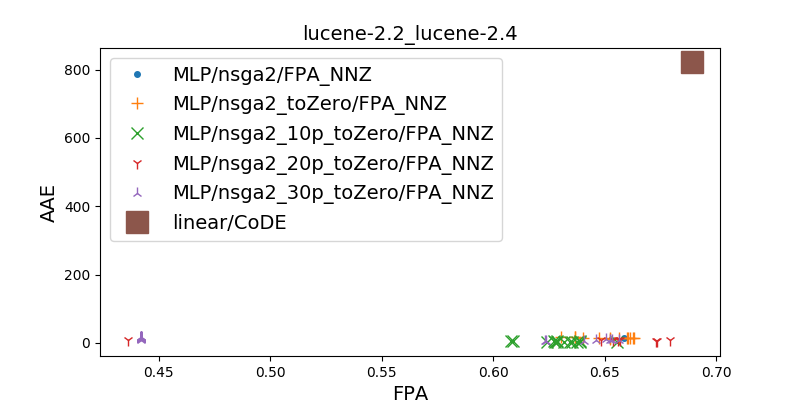 lucene-2.2_lucene-2.4
800
600
400
200
0
AAE
MLP/nsga2/FPA_NNZ
MLP/nsga2_toZero/FPA_NNZ
MLP/nsga2_10p_toZero/FPA_NNZ
MLP/nsga2_20p_toZero/FPA_NNZ
MLP/nsga2_30p_toZero/FPA_NNZ
linear/CoDE
0.45 0.50 0.55 0.60 0.65 0.70
FPA